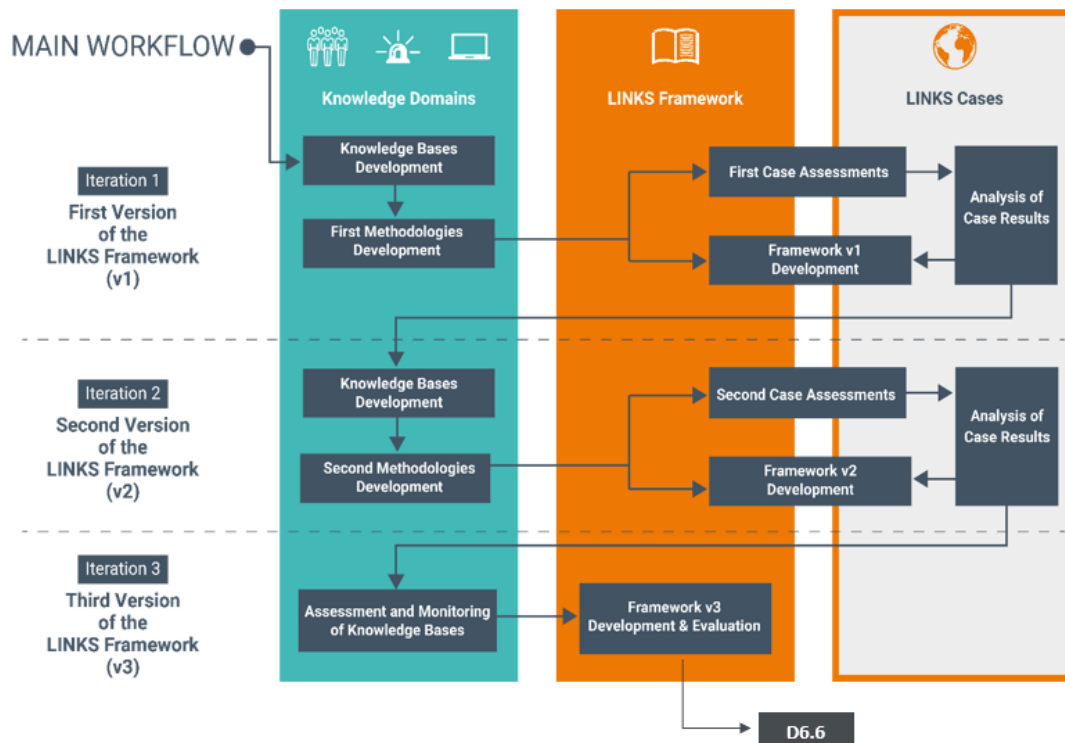 MAIN WORKFLOW
Knowledge Domains
LINKS Framework
LINKS Cases
Iteration 1
First Version
of the
LINKS Framework
(v1)
Knowledge Bases
Development
First Methodologies
Development
First Case Assessments
Framework v1
Development
Analysis of
Case Results
Iteration 2
Second Version
of the
LINKS Framework
(v2)
Knowledge Bases
Development
Second Methodologies
Development
Second Case Assessments
Framework v2
Development
Analysis of
Case Results
Iteration 3
Third Version
of the
LINKS Framework
(v3)
Assessment and Monitoring
of Knowledge Bases
Framework v3
Development & Evaluation
D6.6